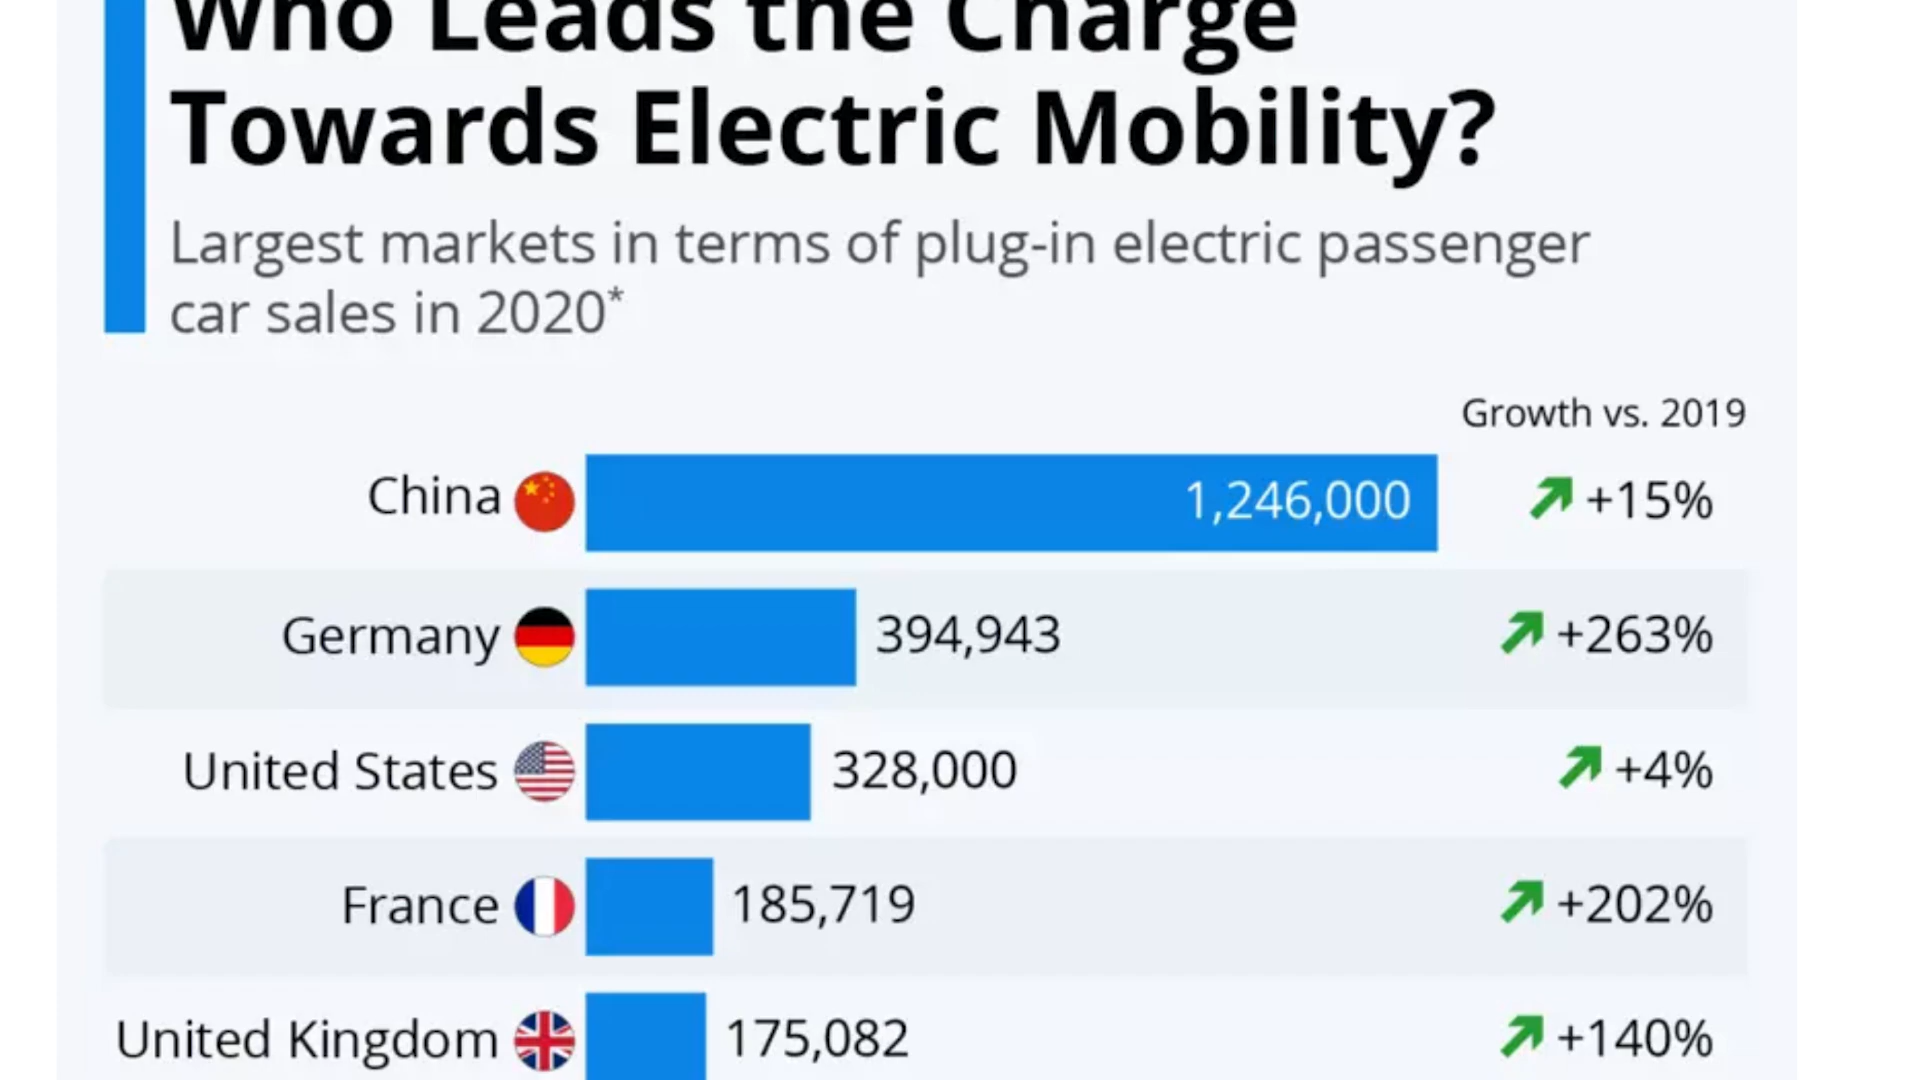 Who Leads the Charge
Towards Electric Mobility?
Largest markets in terms of plug-in electric passenger
car sales in 2020*
Growth vs. 2019
China 1,246,000 +15%
Germany 394,943 +263%
United States 328,000 +4%
France 185,719 +202%
United Kingdom 175,082 +140%